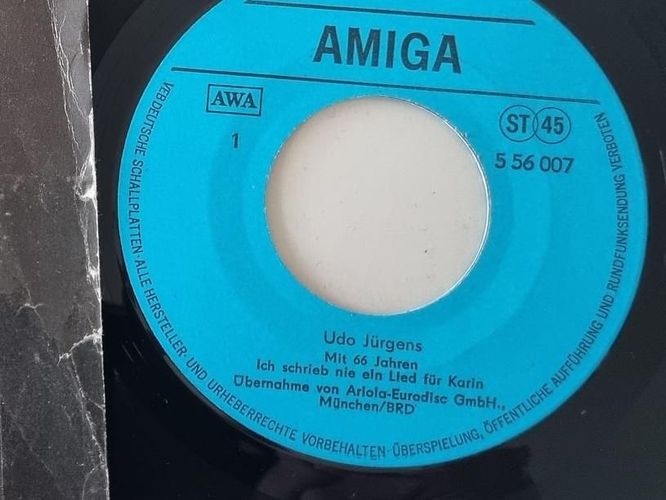 AMIGA
AWA
ST 45
1
5 56 007
Udo Jürgens
Mit 66 Jahren
Ich schrieb nie ein Lied für Karin
Übernahme von Ariola-Eurodisc GmbH.,
München/BRD
VEB DEUTSCHE SCHALLPLATTEN·ALLE HERSTELLER- UND URHEBERRECHTE VORBEHALTEN·ÜBERSPIELUNG, ÖFFENTLICHE AUFFÜHRUNG UND RUNDFUNKSENDUNG VERBOTEN